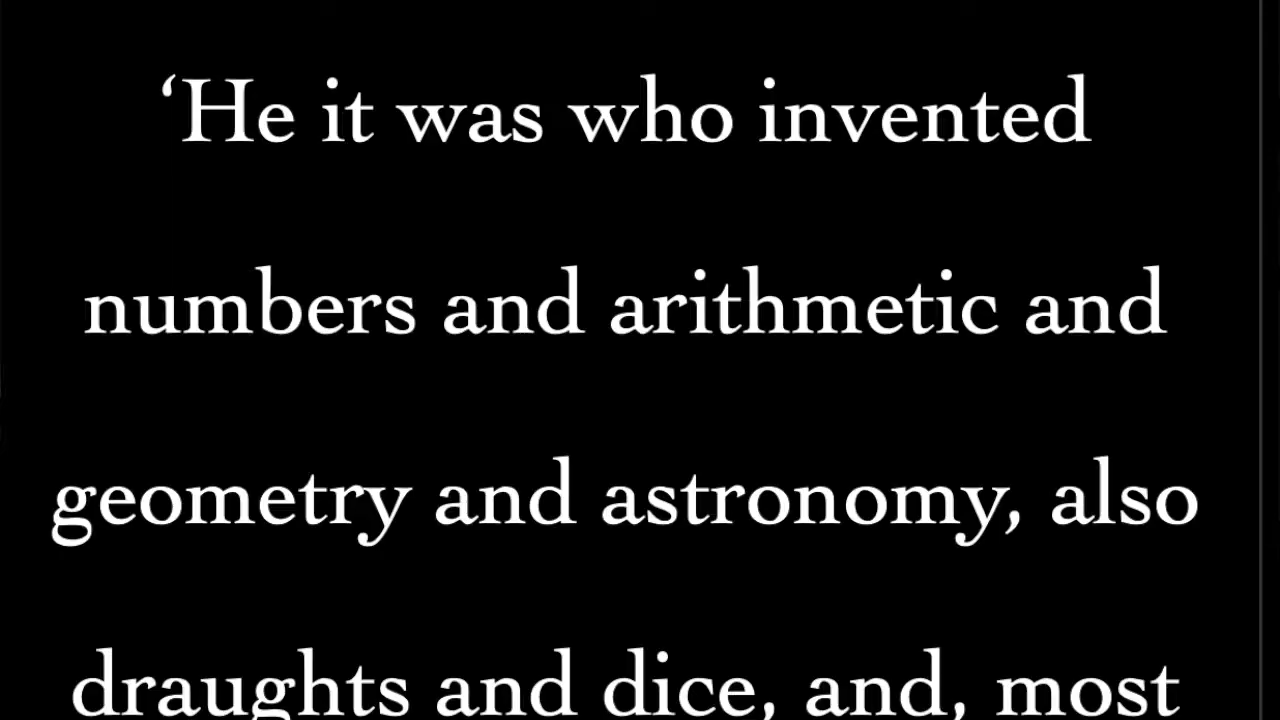 ‘He it was who invented
numbers and arithmetic and
geometry and astronomy, also
draughts and dice, and, most